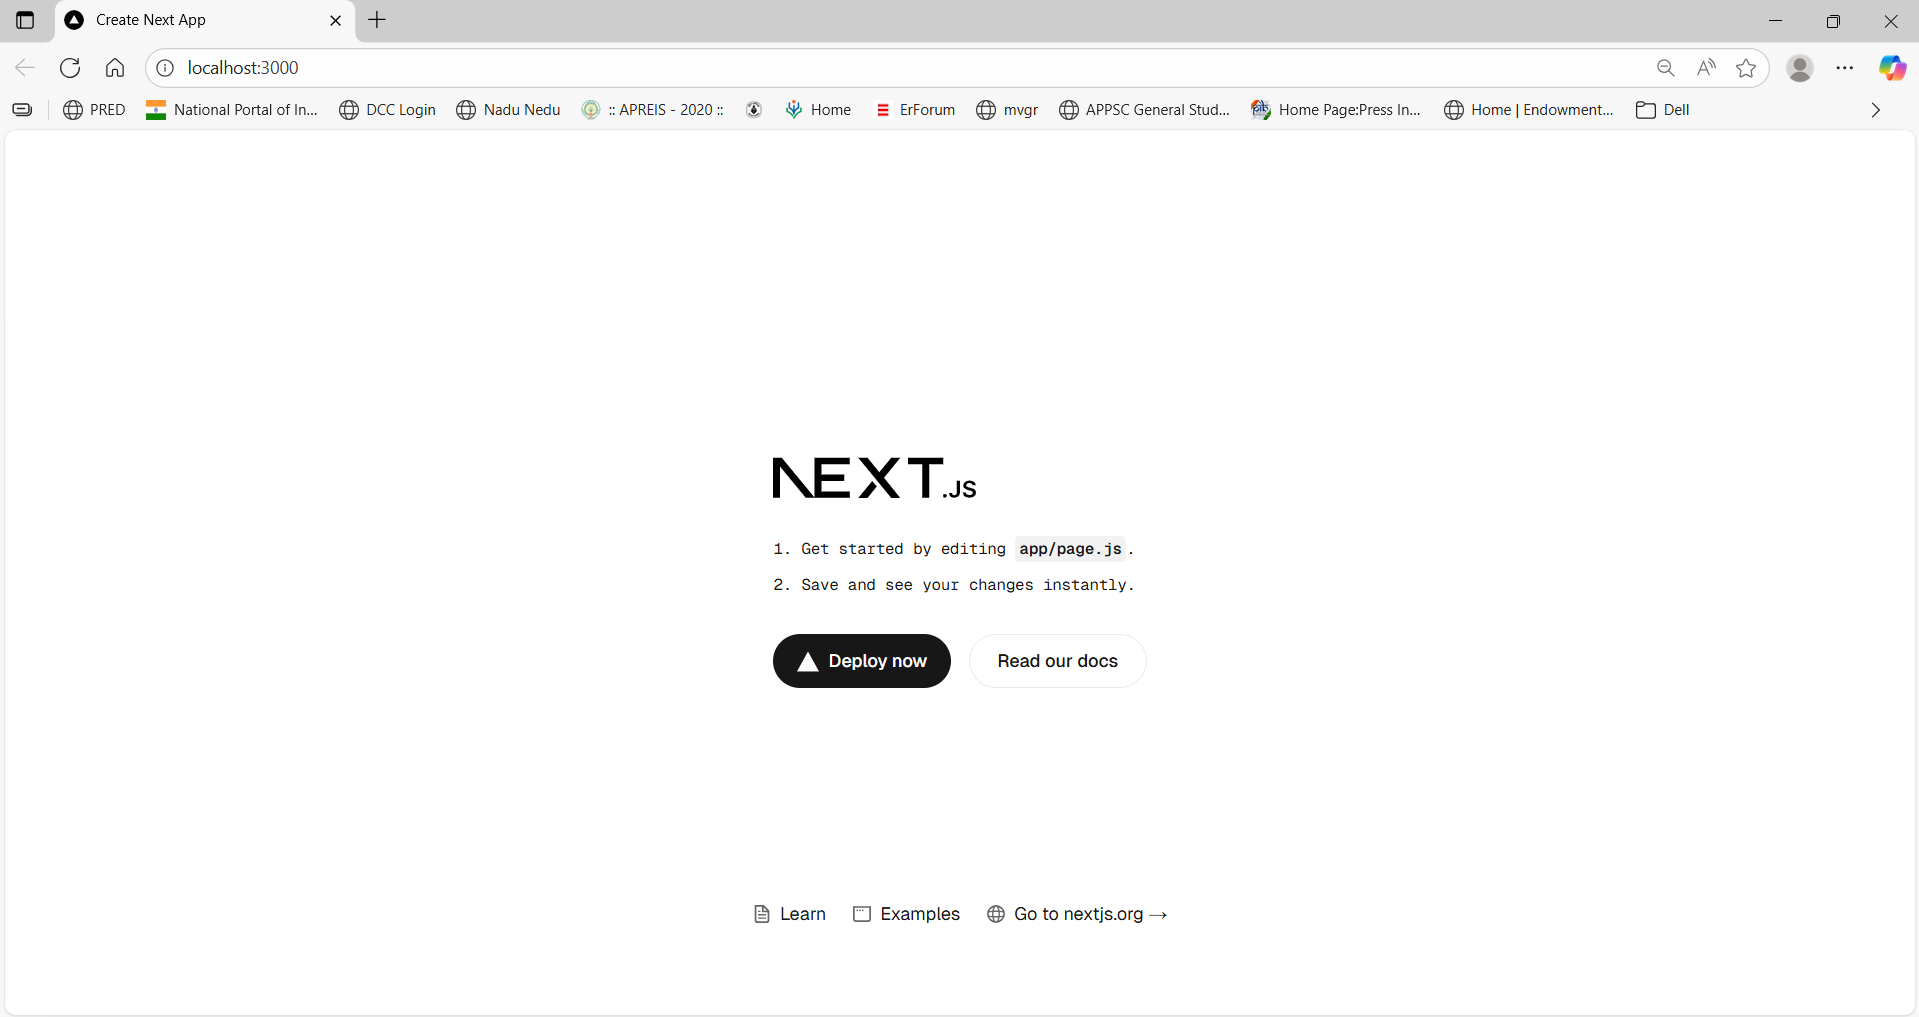 Create Next App
localhost:3000
PRED National Portal of In... DCC Login Nadu Nedu :: APREIS - 2020 :: Home ErForum mvgr APPSC General Stud... Home Page:Press In... Home | Endowment... Dell
NEXT.JS
1. Get started by editing app/page.js.
2. Save and see your changes instantly.
Deploy now Read our docs
Learn Examples Go to nextjs.org →